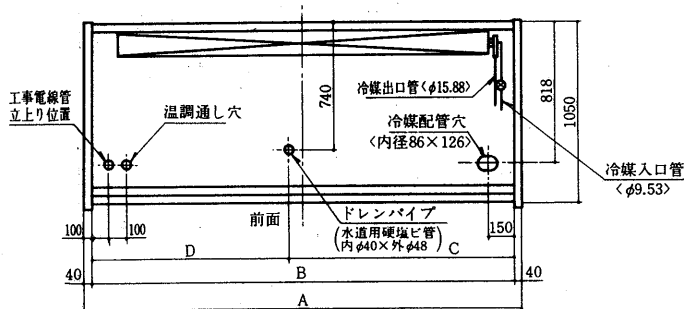 740
冷媒出口管<φ15.88>
818
1050
工事電線管
立上り位置
温調通し穴
冷媒配管穴
<内径86×126>
冷媒入口管
<φ9.53>
前面
ドレンパイプ
(水道用硬塩ビ管)
内φ40×外φ48
100
100
150
D
C
40
B
40
A